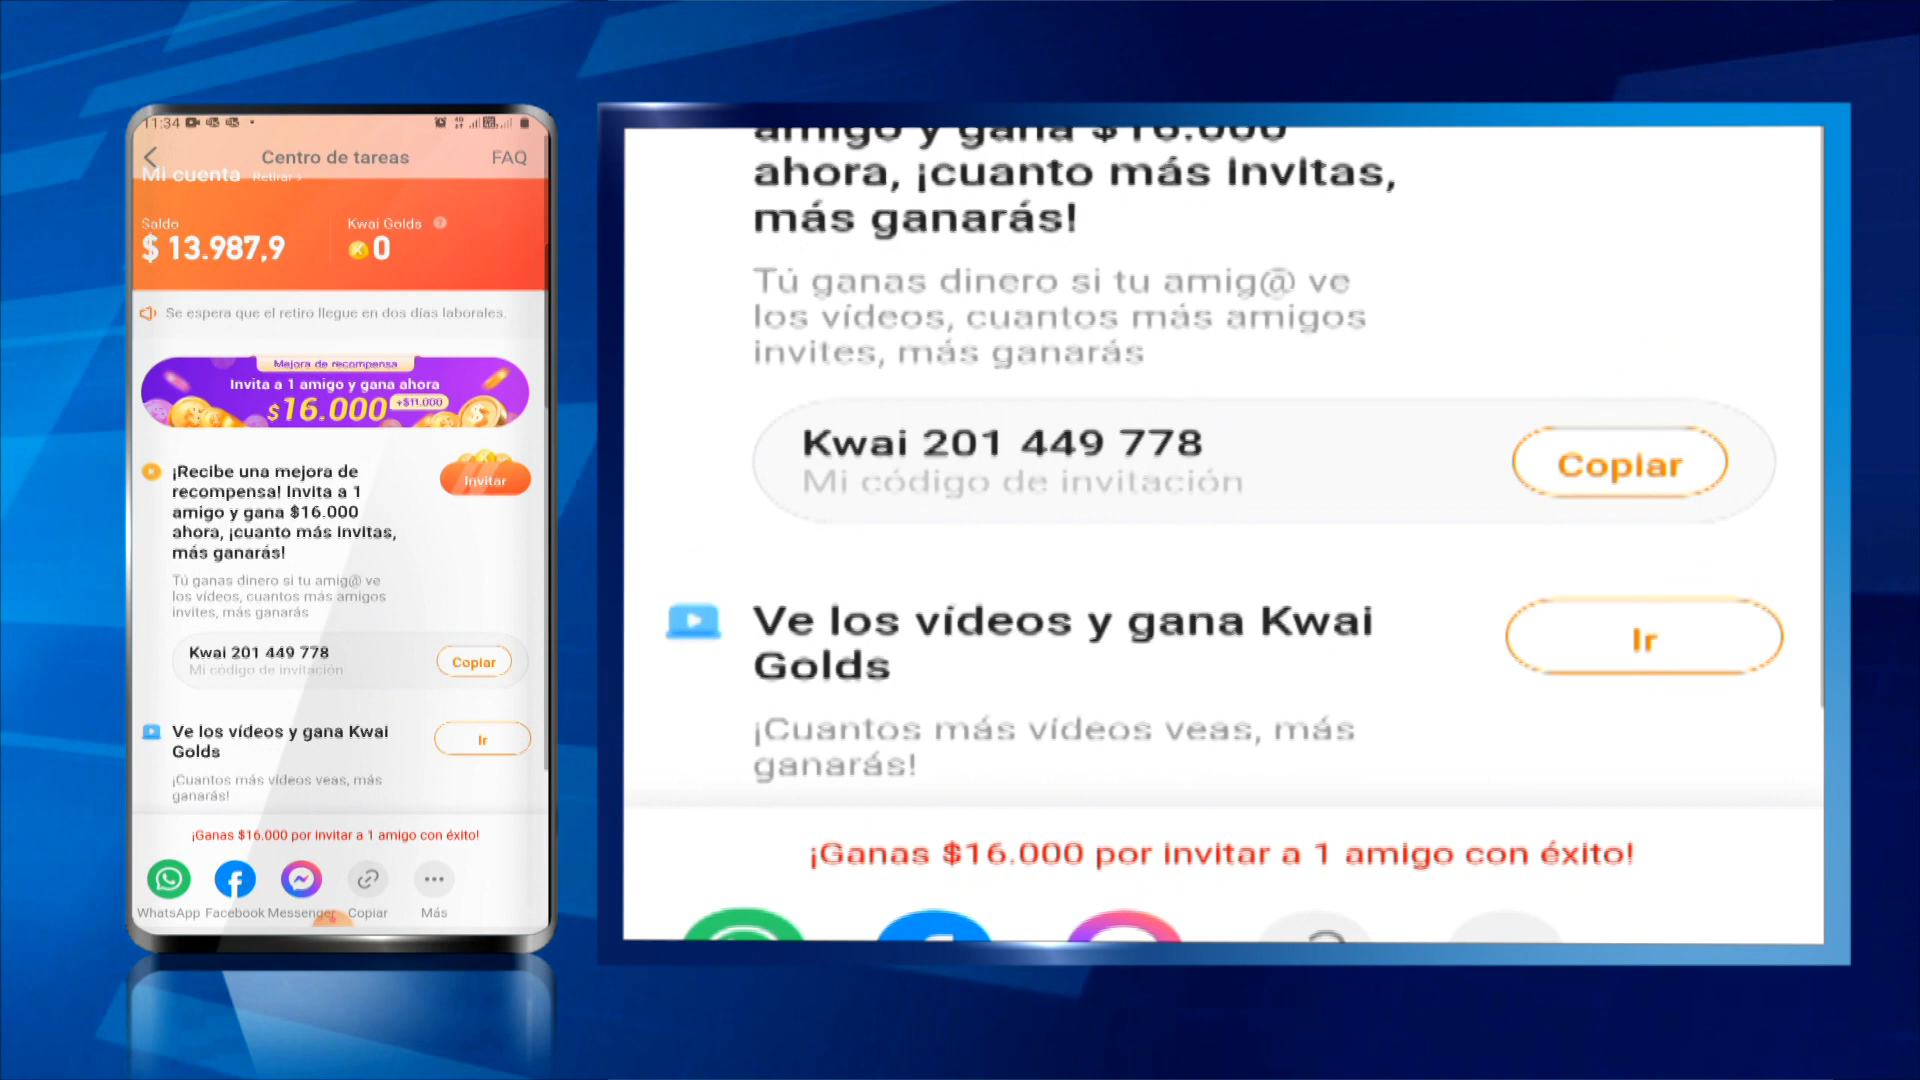 11:34
Centro de tareas
FAQ
Mi cuenta Retirar >
Saldo
$ 13.987,9
Kwai Golds ?
0
Se espera que el retiro llegue en dos días laborales.
Mejora de recompensa
Invita a 1 amigo y gana ahora
$16.000 +$11.000
¡Recibe una mejora de
recompensa! Invita a 1
amigo y gana $16.000
ahora, ¡cuanto más invitas,
más ganarás!
Invitar
Tú ganas dinero si tu amig@ ve
los vídeos, cuantos más amigos
invites, más ganarás
Kwai 201 449 778
Mi código de invitación
Copiar
Ve los vídeos y gana Kwai
Golds
Ir
¡Cuantos más vídeos veas, más
ganarás!
¡Ganas $16.000 por invitar a 1 amigo con éxito!
WhatsApp Facebook Messenger Copiar Más
amigo y gana $16.000
ahora, ¡cuanto más invitas,
más ganarás!
Tú ganas dinero si tu amig@ ve
los vídeos, cuantos más amigos
invites, más ganarás
Kwai 201 449 778
Mi código de invitación
Copiar
Ve los vídeos y gana Kwai
Golds
Ir
¡Cuantos más vídeos veas, más
ganarás!
¡Ganas $16.000 por invitar a 1 amigo con éxito!